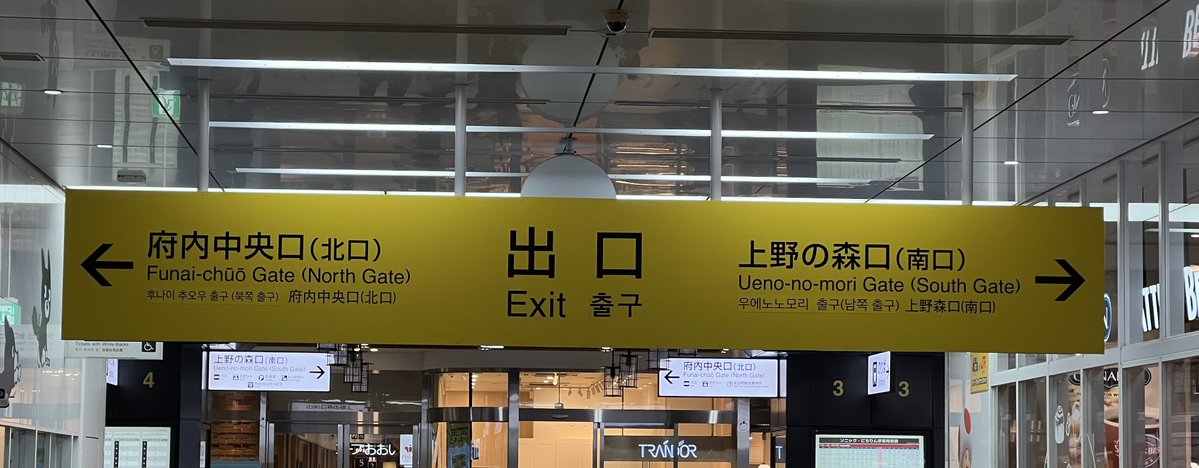 府内中央口(北口)
Funai-chūō Gate (North Gate)
후나이 추오우 출구(북쪽 출구) 府内中央口(北口)
出口
Exit 출구
上野の森口(南口)
Ueno-no-mori Gate (South Gate)
우에노노모리 출구(남쪽 출구) 上野森口(南口)
Tickets with White Backs
4
上野の森口(南口)
Ueno-no-mori Gate (South Gate)
府内中央口(北口)
Funai-chūō Gate (North Gate)
3
3
TRANDOR